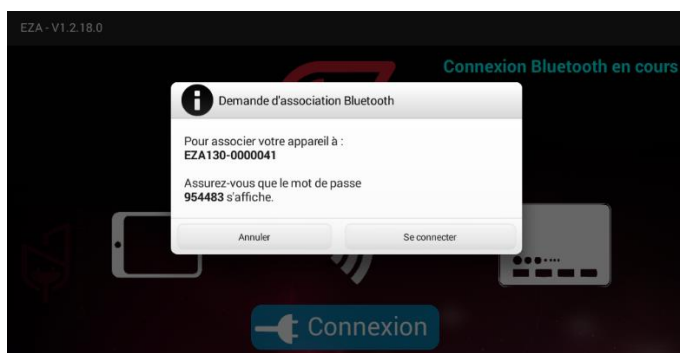 EZA - V1.2.18.0
Connexion Bluetooth en cours
Demande d'association Bluetooth
Pour associer votre appareil à :
EZA130-0000041
Assurez-vous que le mot de passe
954483 s'affiche.
Annuler
Se connecter
Connexion